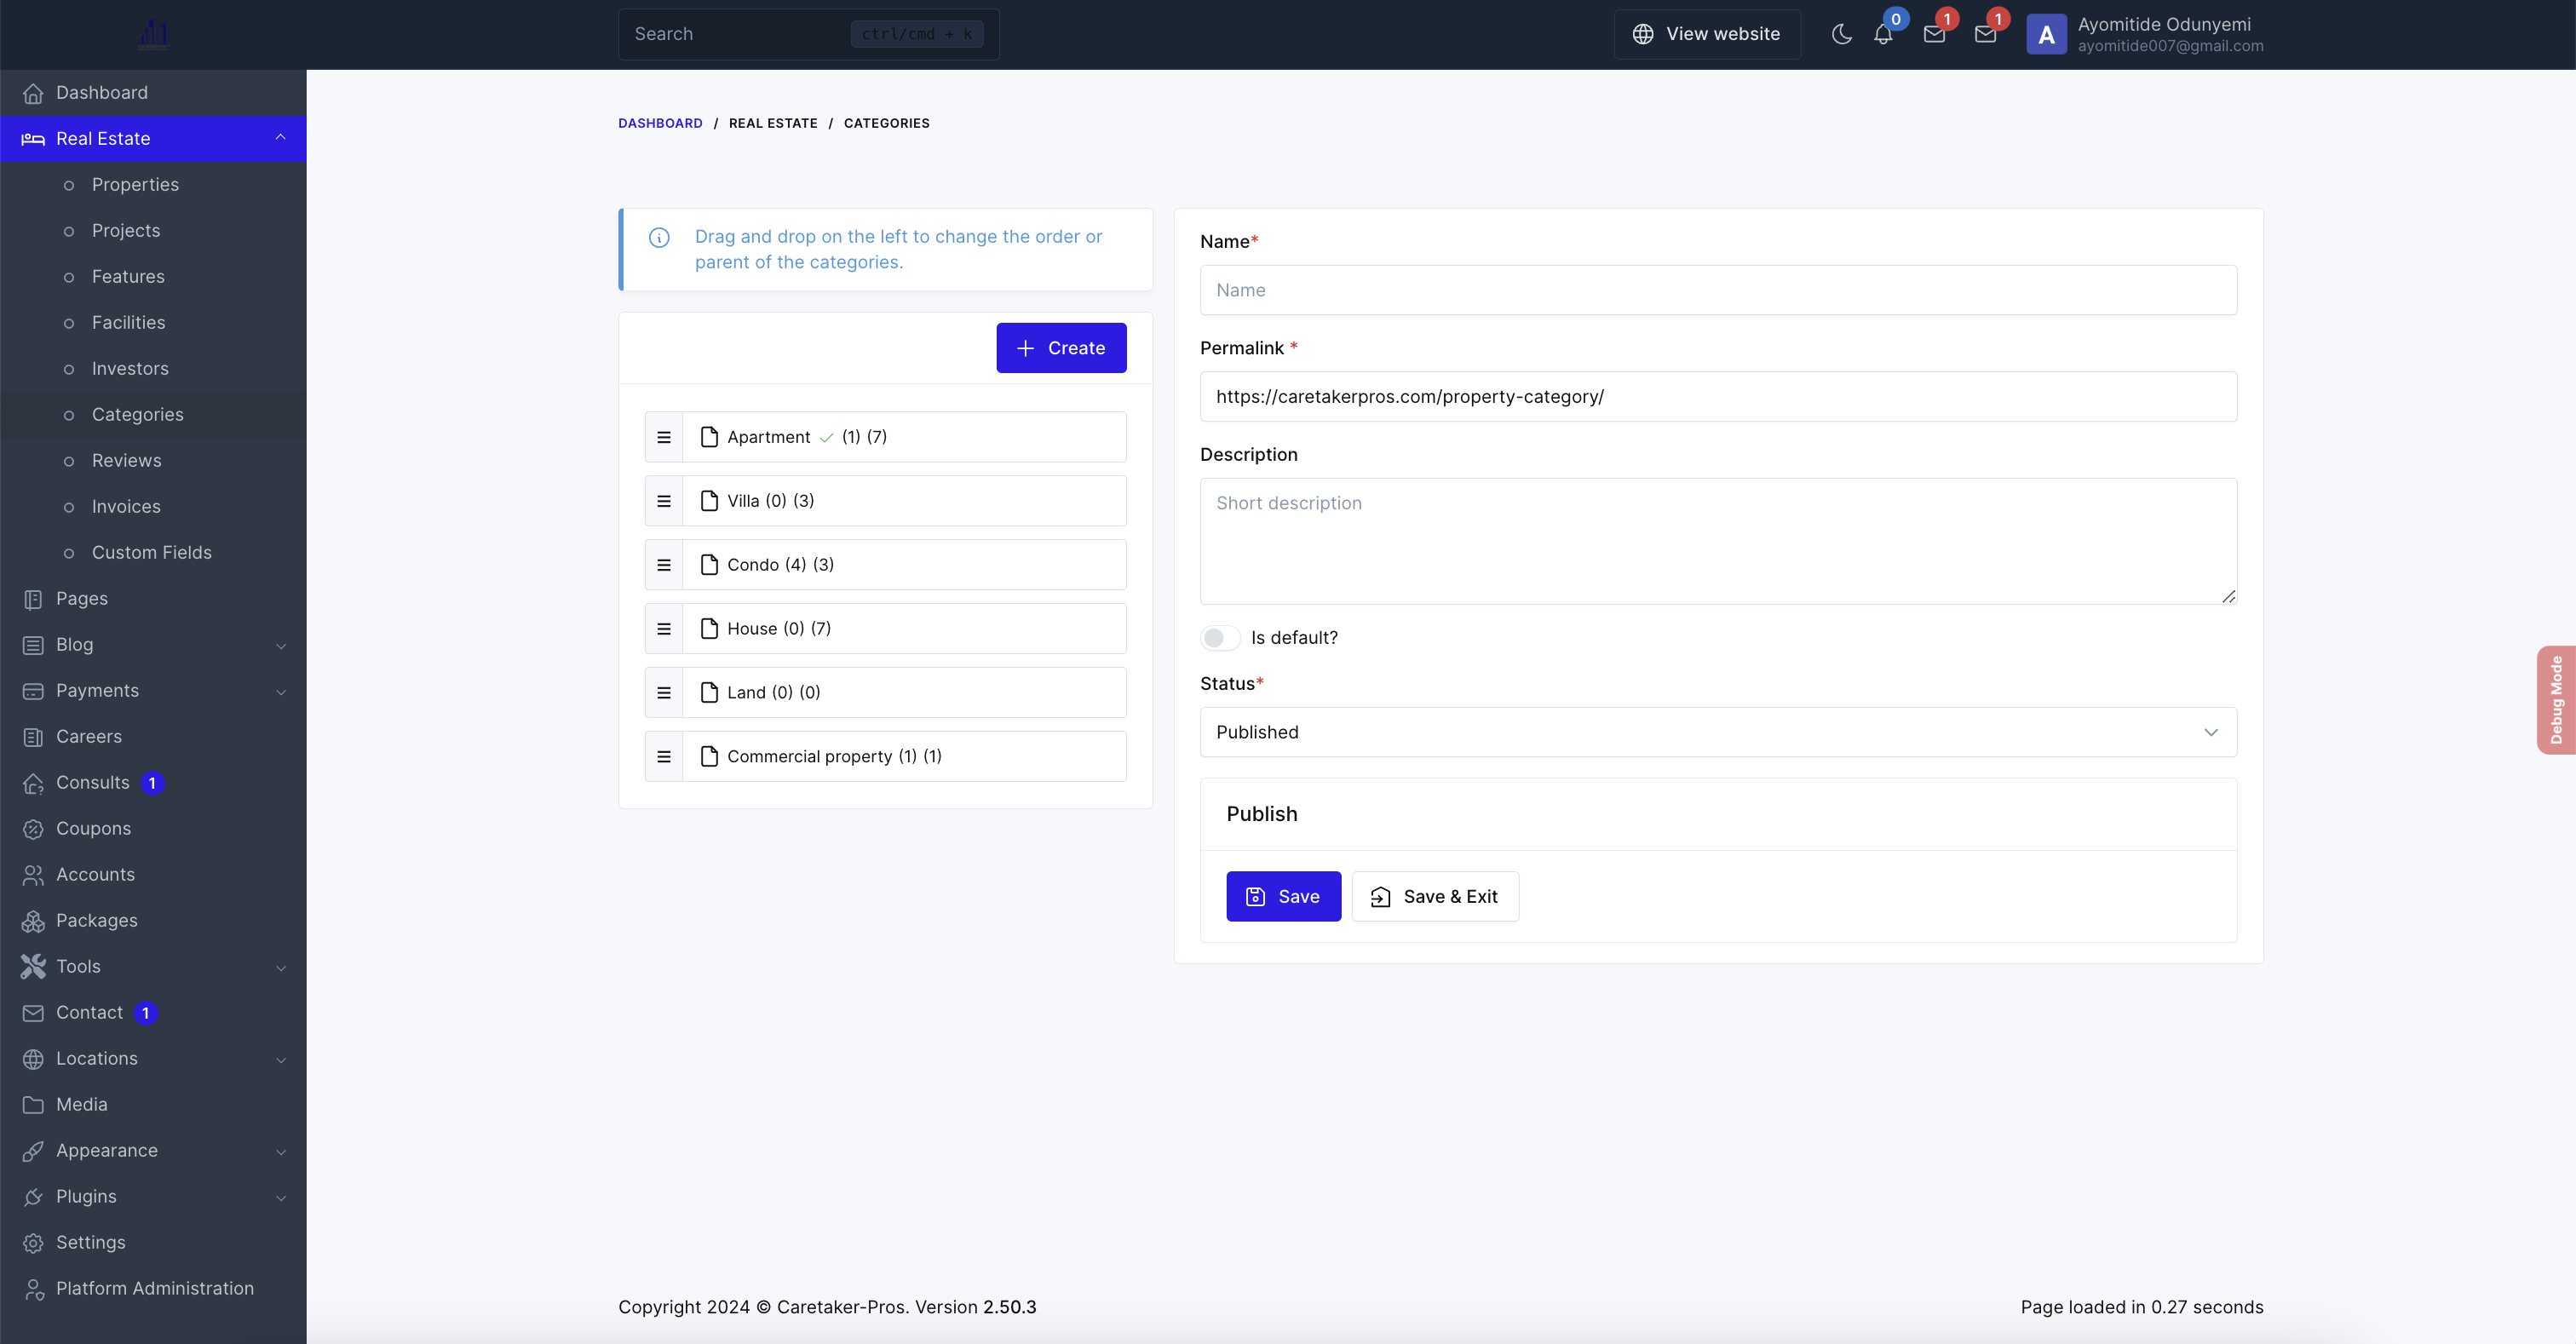 Search
ctrl/cmd + k
View website
0
1
1
A
Ayomitide Odunyemi
ayomitide007@gmail.com
Dashboard
Real Estate
Properties
Projects
Features
Facilities
Investors
Categories
Reviews
Invoices
Custom Fields
Pages
Blog
Payments
Careers
Consults 1
Coupons
Accounts
Packages
Tools
Contact 1
Locations
Media
Appearance
Plugins
Settings
Platform Administration
DASHBOARD / REAL ESTATE / CATEGORIES
Drag and drop on the left to change the order or
parent of the categories.
Create
Apartment ✓ (1) (7)
Villa (0) (3)
Condo (4) (3)
House (0) (7)
Land (0) (0)
Commercial property (1) (1)
Name*
Name
Permalink *
https://caretakerpros.com/property-category/
Description
Short description
Is default?
Status*
Published
Publish
Save
Save & Exit
Debug Mode
Copyright 2024 © Caretaker-Pros. Version 2.50.3
Page loaded in 0.27 seconds